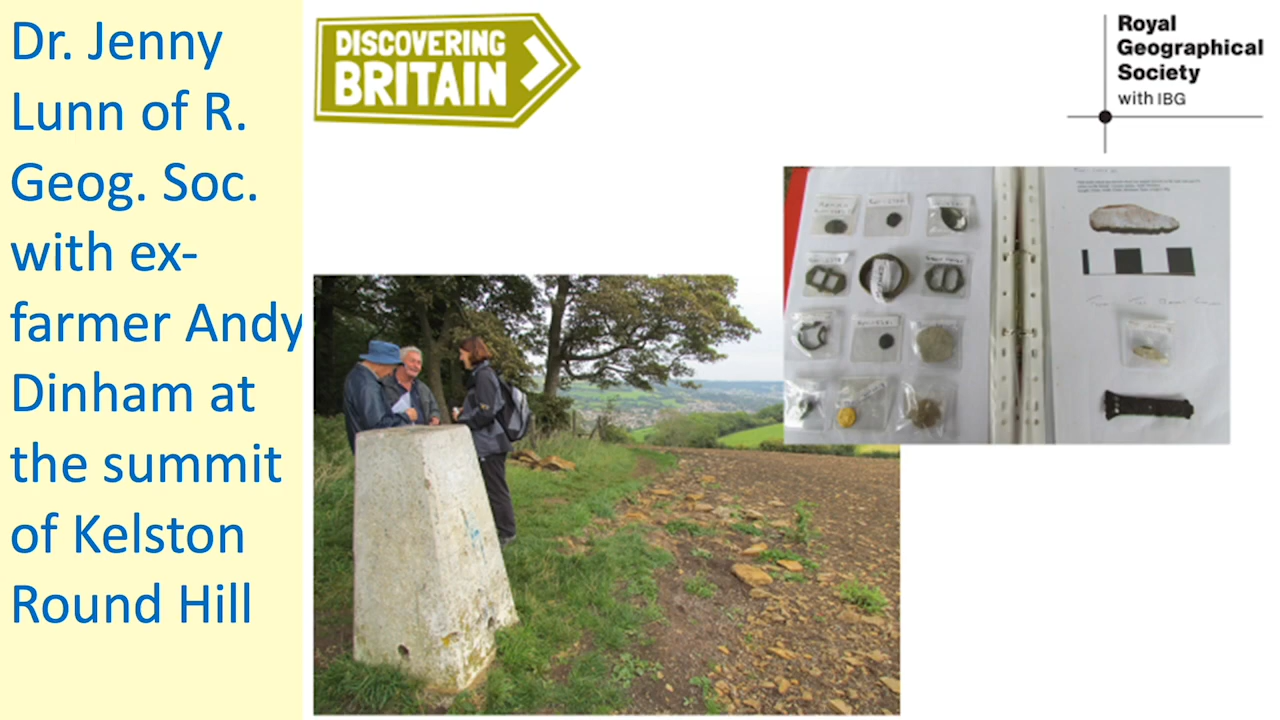 Dr. Jenny
Lunn of R.
Geog. Soc.
with ex-
farmer Andy
Dinham at
the summit
of Kelston
Round Hill
DISCOVERING
BRITAIN
Royal
Geographical
Society
with IBG